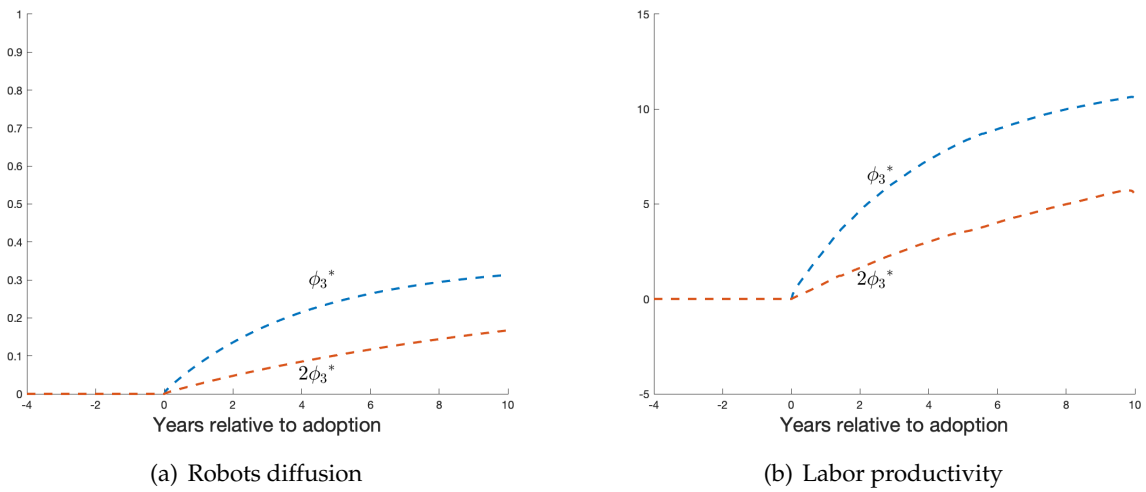 1
0.9
0.8
0.7
0.6
0.5
0.4
0.3
0.2
0.1
0
-4 -2 0 2 4 6 8 10
ϕ₃*
2ϕ₃*
Years relative to adoption
(a) Robots diffusion
15
10
5
0
-5
-4 -2 0 2 4 6 8 10
ϕ₃*
2ϕ₃*
Years relative to adoption
(b) Labor productivity